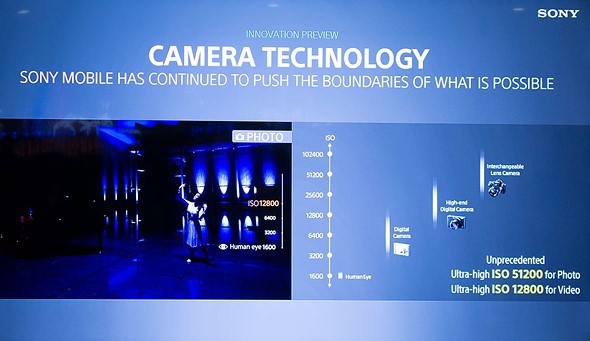 SONY
INNOVATION PREVIEW
CAMERA TECHNOLOGY
SONY MOBILE HAS CONTINUED TO PUSH THE BOUNDARIES OF WHAT IS POSSIBLE
PHOTO
ISO12800
6400
3200
Human eye 1600
ISO
102400
51200
25600
12800
6400
3200
1600
Human Eye
Digital
Camera
High-end
Digital Camera
Interchangeable
Lens Camera
Unprecedented
Ultra-high ISO 51200 for Photo
Ultra-high ISO 12800 for Video